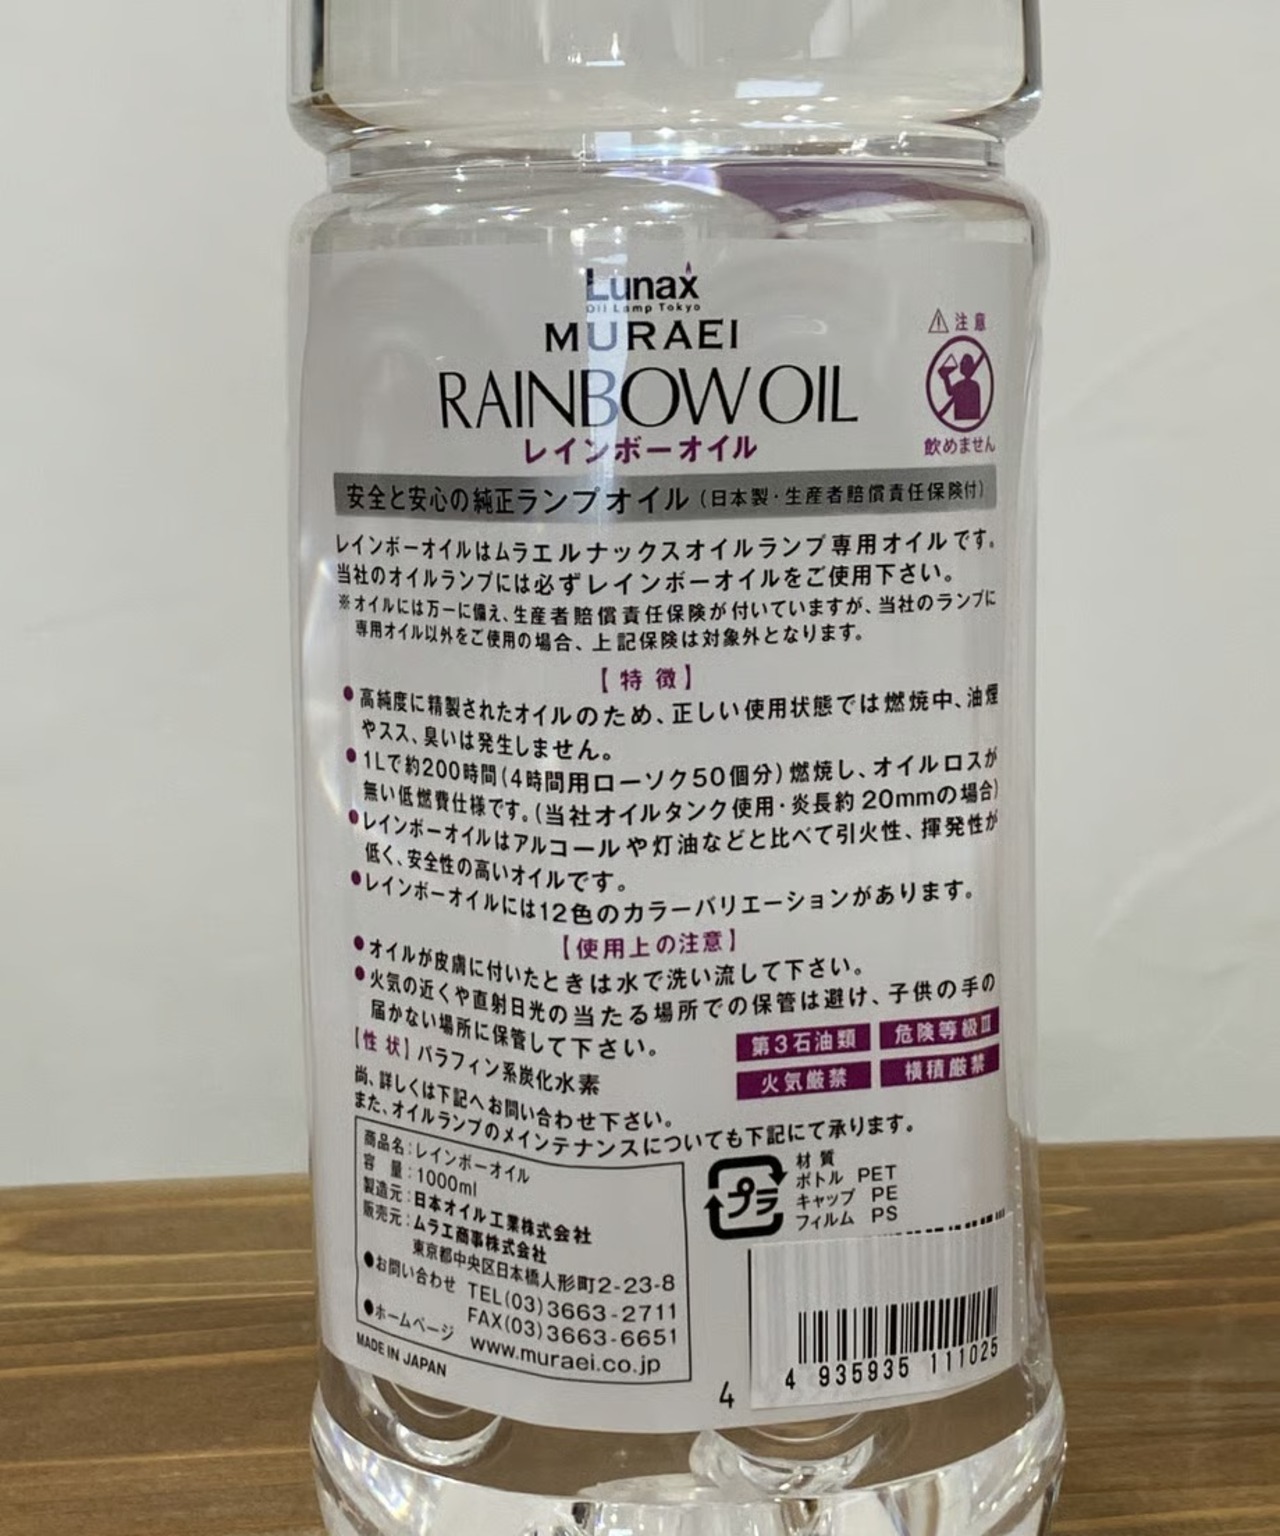 Lunax
Oil Lamp Tokyo
MURAEI
RAINBOW OIL
レインボーオイル
注意
飲めません
安全と安心の純正ランプオイル(日本製・生産者賠償責任保険付)
レインボーオイルはムラエルナックスオイルランプ専用オイルです。
当社のオイルランプには必ずレインボーオイルをご使用下さい。
※オイルには万一に備え、生産者賠償責任保険が付いていますが、当社のランプに
専用オイル以外をご使用の場合、上記保険は対象外となります。
【特徴】
●高純度に精製されたオイルのため、正しい使用状態では燃焼中、油煙
やスス、臭いは発生しません。
●1Lで約200時間(4時間用ローソク50個分)燃焼し、オイルロスが
無い低燃費仕様です。(当社オイルタンク使用・炎長約20mmの場合)
●レインボーオイルはアルコールや灯油などと比べて引火性、揮発性が
低く、安全性の高いオイルです。
●レインボーオイルには12色のカラーバリエーションがあります。
【使用上の注意】
●オイルが皮膚に付いたときは水で洗い流して下さい。
●火気の近くや直射日光の当たる場所での保管は避け、子供の手の
届かない場所に保管して下さい。
【性状】パラフィン系炭化水素
第3石油類 危険等級Ⅲ
火気厳禁 横積厳禁
尚、詳しくは下記へお問い合わせ下さい。
また、オイルランプのメインテナンスについても下記にて承ります。
商品名:レインボーオイル
容量:1000ml
製造元:日本オイル工業株式会社
販売元:ムラエ商事株式会社
東京都中央区日本橋人形町2-23-8
●お問い合わせ TEL(03)3663-2711
FAX(03)3663-6651
●ホームページ www.muraei.co.jp
MADE IN JAPAN
プラ
材質
ボトル PET
キャップ PE
フィルム PS
4
4 935935 111025